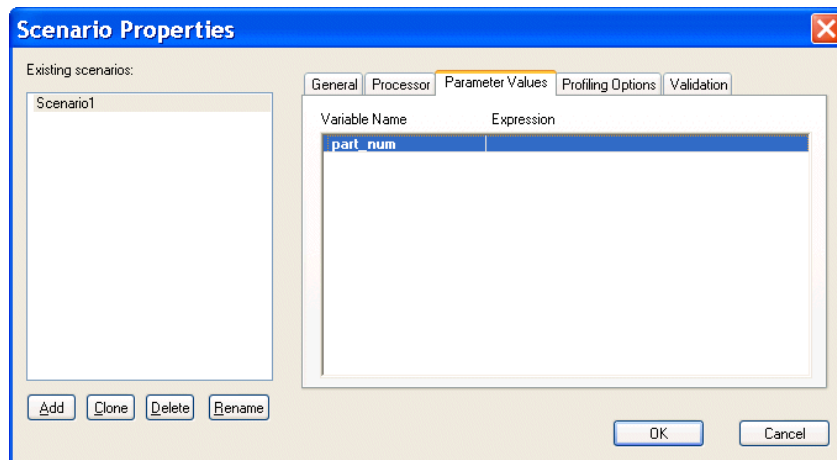 Scenario Properties
Existing scenarios:
Scenario1
General Processor Parameter Values Profiling Options Validation
Variable Name Expression
part_num
Add Clone Delete Rename
OK Cancel